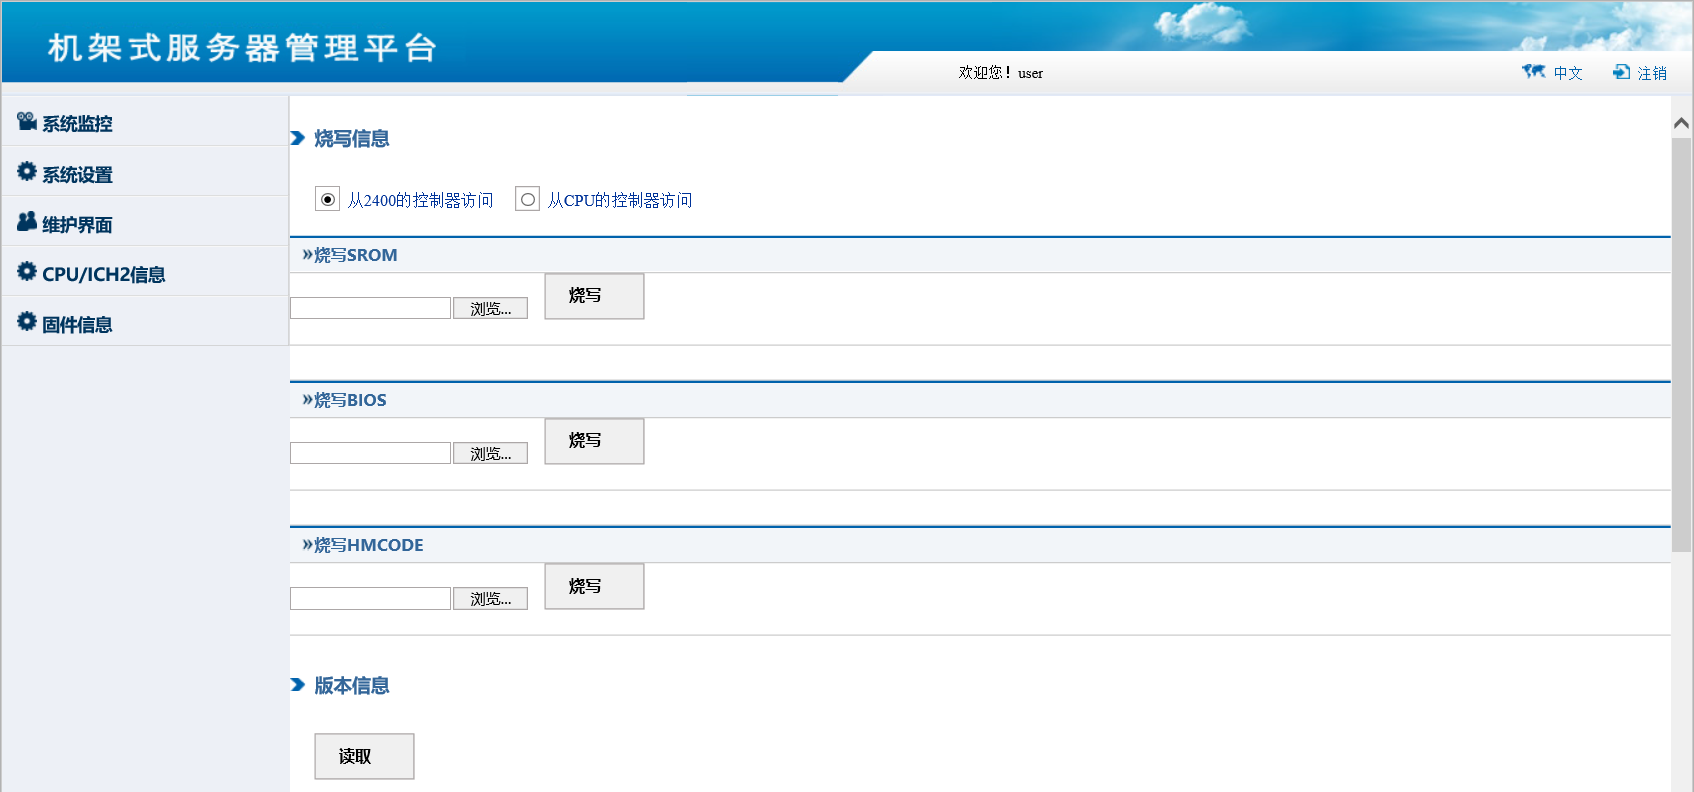 机架式服务器管理平台
欢迎您！user
中文
注销
系统监控
系统设置
维护界面
CPU/ICH2信息
固件信息
烧写信息
从2400的控制器访问
从CPU的控制器访问
»烧写SROM
浏览...
烧写
»烧写BIOS
浏览...
烧写
»烧写HMCODE
浏览...
烧写
版本信息
读取